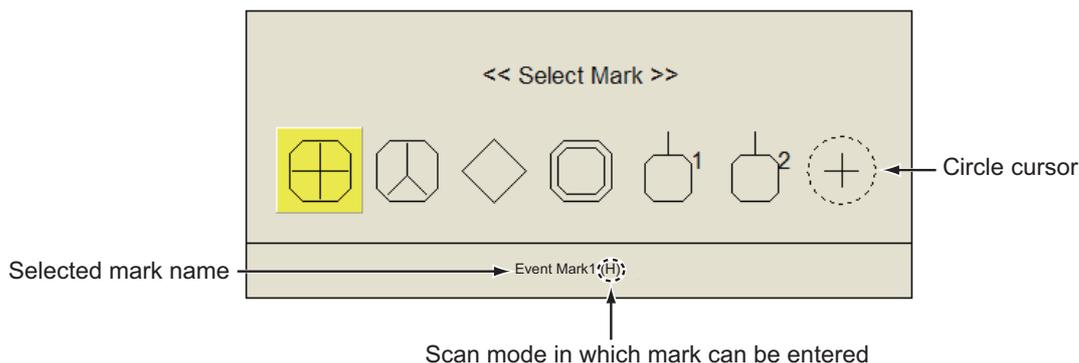 << Select Mark >>
1
2
Circle cursor
Selected mark name
Event Mark1 (H)
Scan mode in which mark can be entered